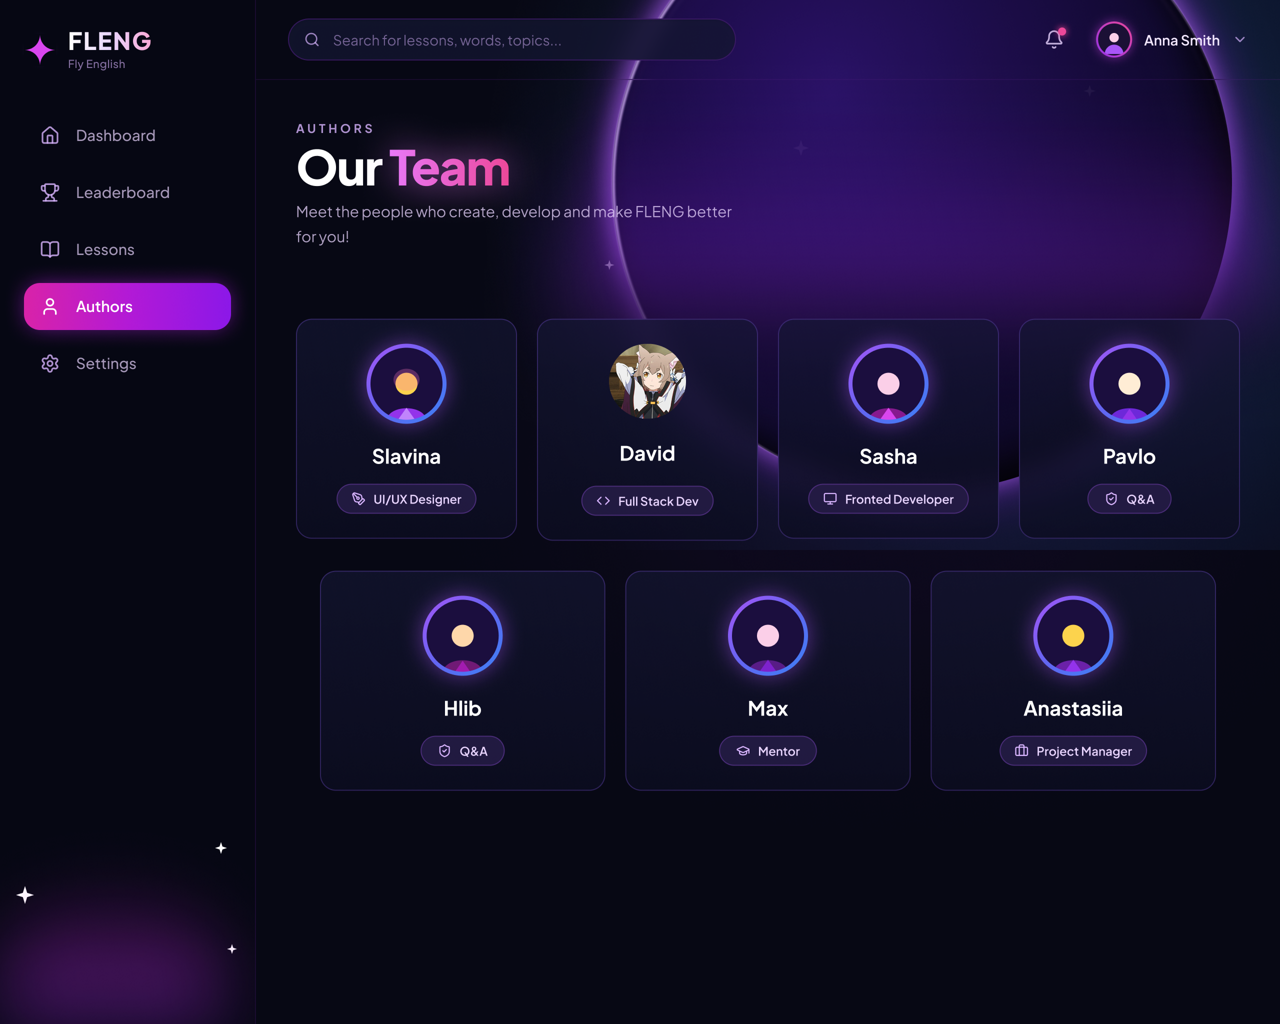 FLENG
Fly English
Search for lessons, words, topics...
Anna Smith
Dashboard
Leaderboard
Lessons
Authors
Settings
AUTHORS
Our Team
Meet the people who create, develop and make FLENG better
for you!
Slavina
UI/UX Designer
David
Full Stack Dev
Sasha
Fronted Developer
Pavlo
Q&A
Hlib
Q&A
Max
Mentor
Anastasiia
Project Manager